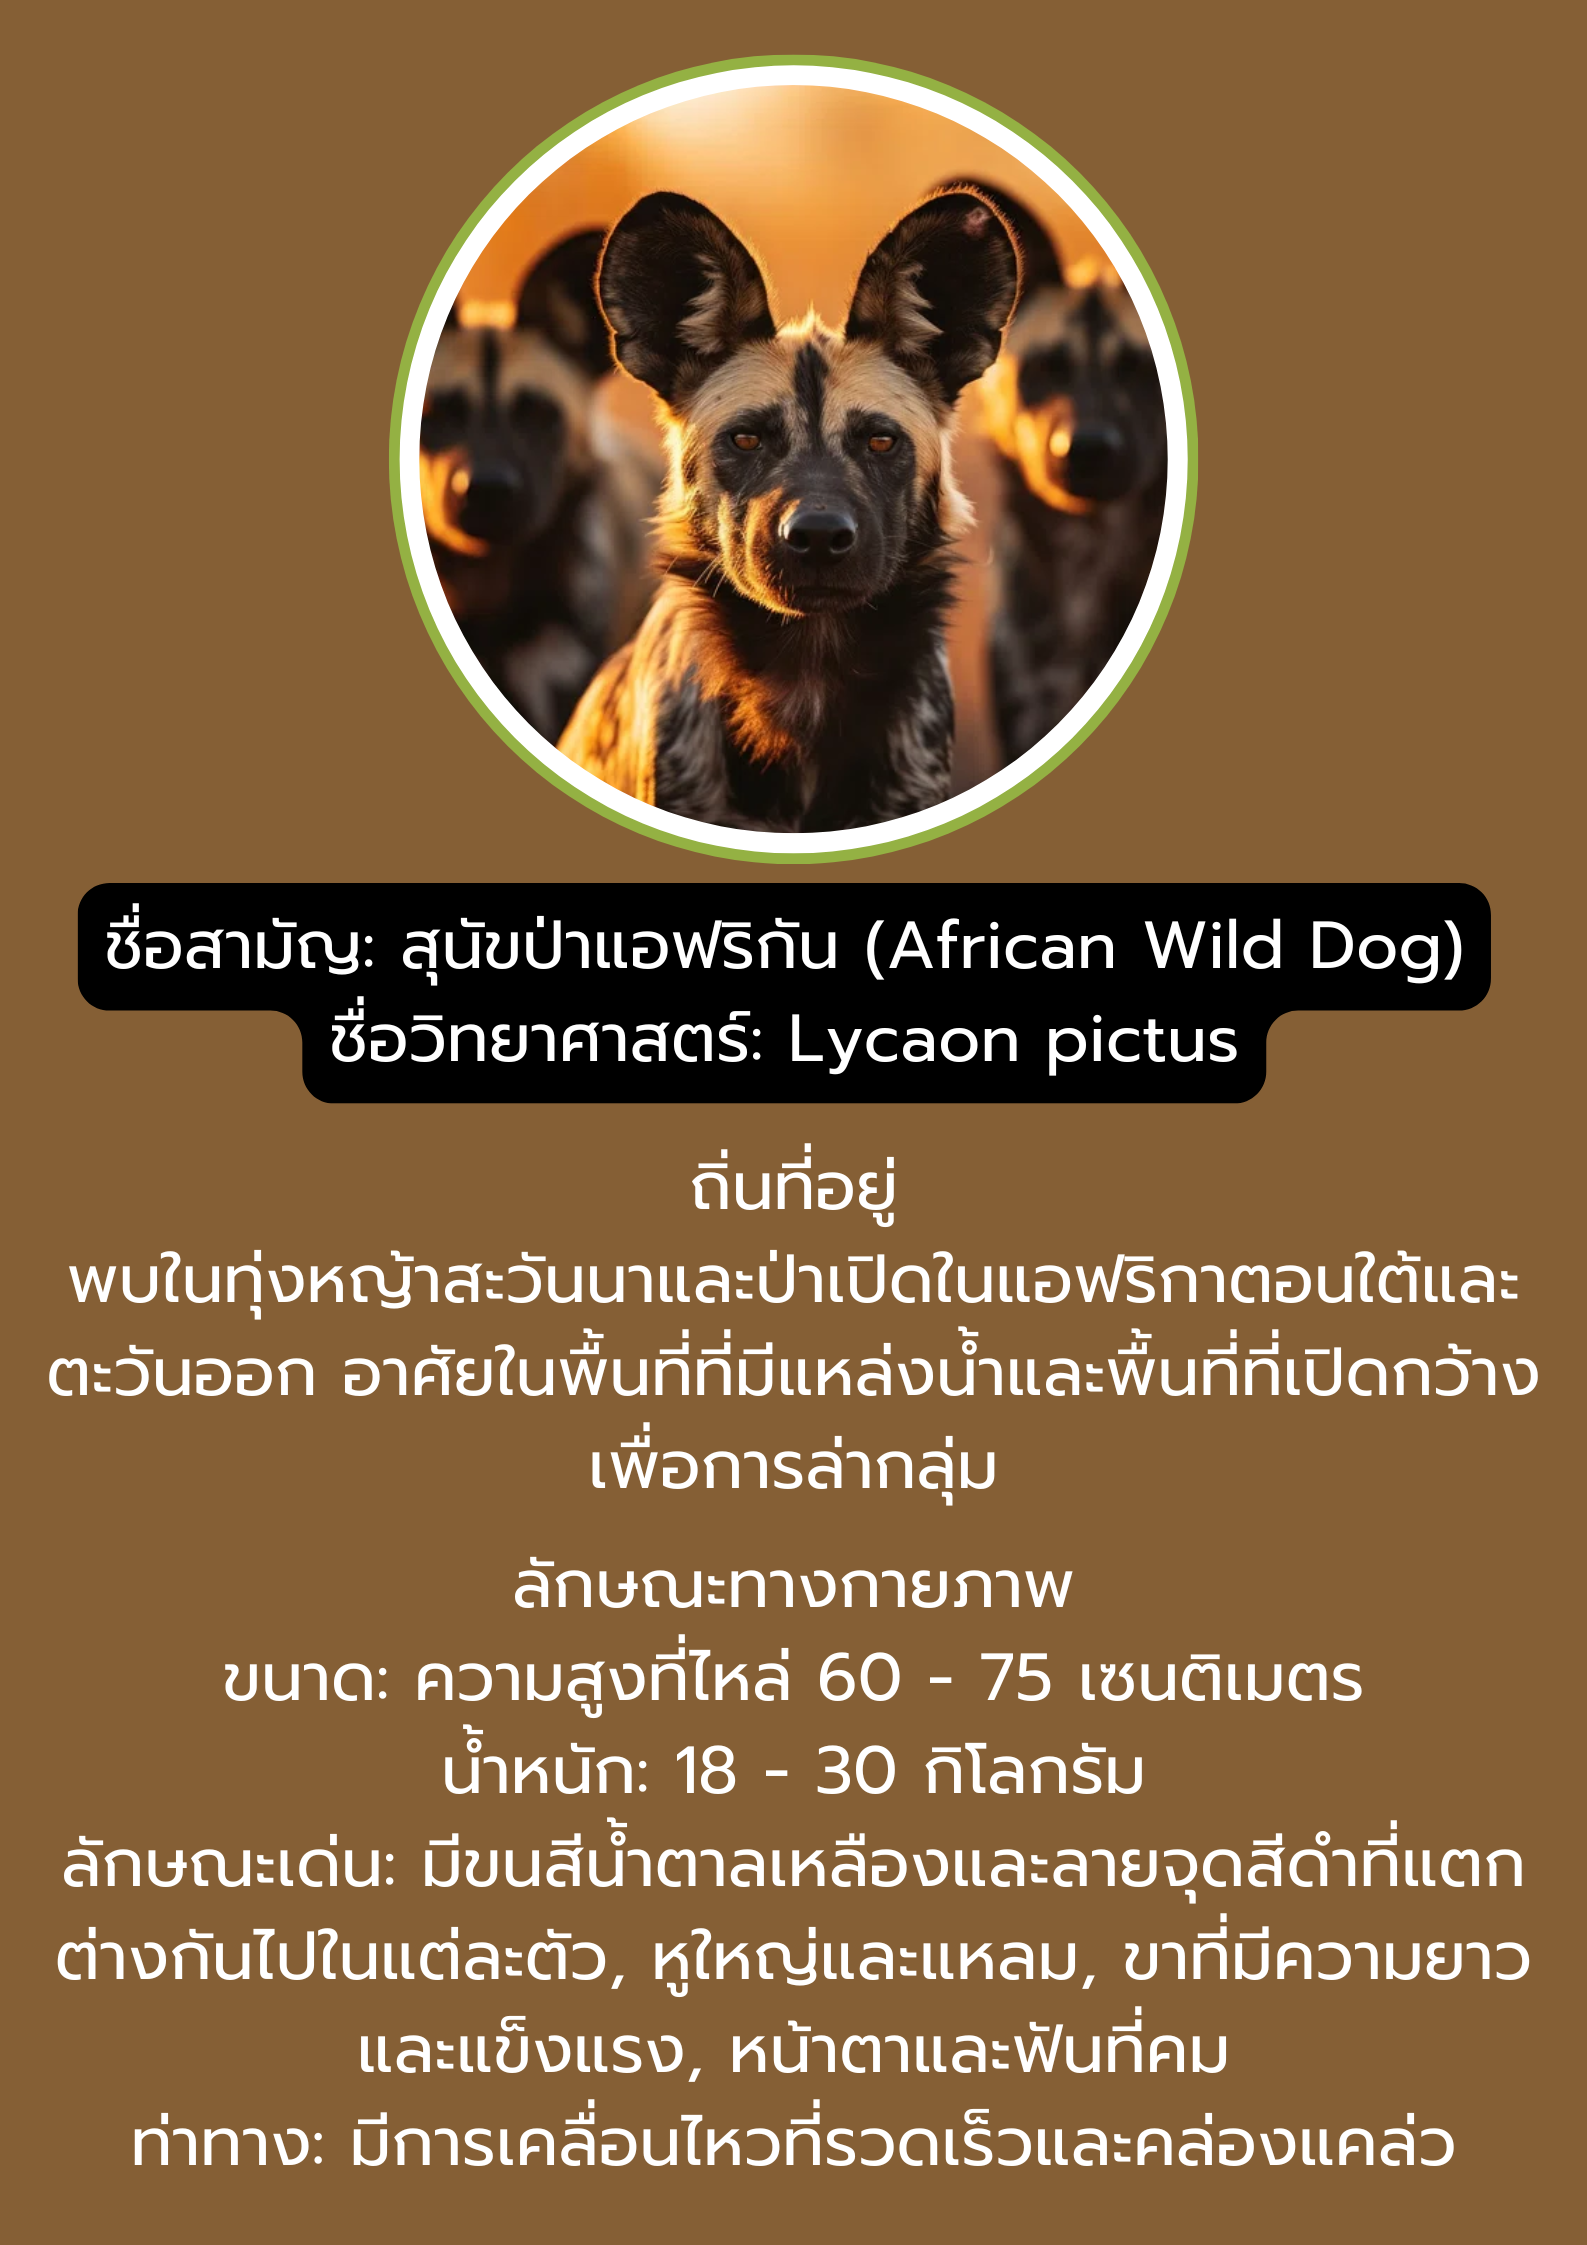 ชื่อสามัญ: สุนัขป่าแอฟริกัน (African Wild Dog)
ชื่อวิทยาศาสตร์: Lycaon pictus
ถิ่นที่อยู่
พบในทุ่งหญ้าสะวันนาและป่าเปิดในแอฟริกาตอนใต้และ
ตะวันออก อาศัยในพื้นที่ที่มีแหล่งน้ำและพื้นที่ที่เปิดกว้าง
เพื่อการล่ากลุ่ม
ลักษณะทางกายภาพ
ขนาด: ความสูงที่ไหล่ 60 - 75 เซนติเมตร
น้ำหนัก: 18 - 30 กิโลกรัม
ลักษณะเด่น: มีขนสีน้ำตาลเหลืองและลายจุดสีดำที่แตก
ต่างกันไปในแต่ละตัว, หูใหญ่และแหลม, ขาที่มีความยาว
และแข็งแรง, หน้าตาและฟันที่คม
ท่าทาง: มีการเคลื่อนไหวที่รวดเร็วและคล่องแคล่ว